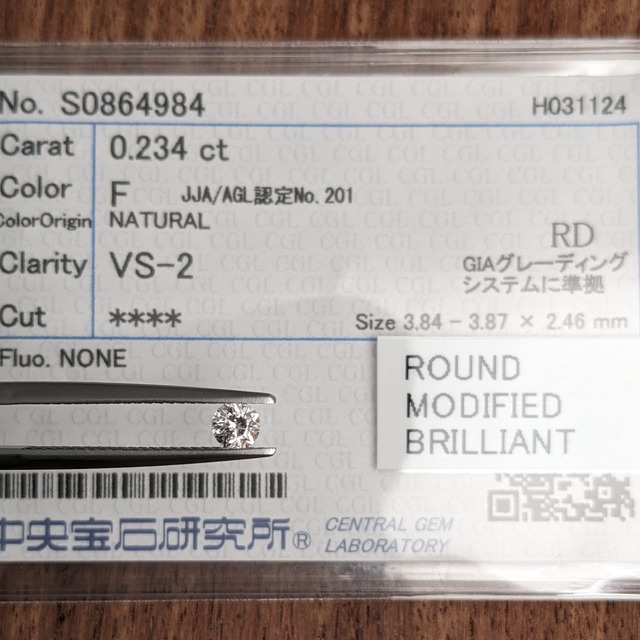 No. S0864984
H031124
Carat 0.234 ct
Color F JJA/AGL認定No.201
ColorOrigin NATURAL
RD
Clarity VS-2
GIAグレーディング
システムに準拠
Cut ****
Size 3.84 - 3.87 × 2.46 mm
Fluo. NONE
ROUND
MODIFIED
BRILLIANT
中央宝石研究所®
CENTRAL GEM
LABORATORY